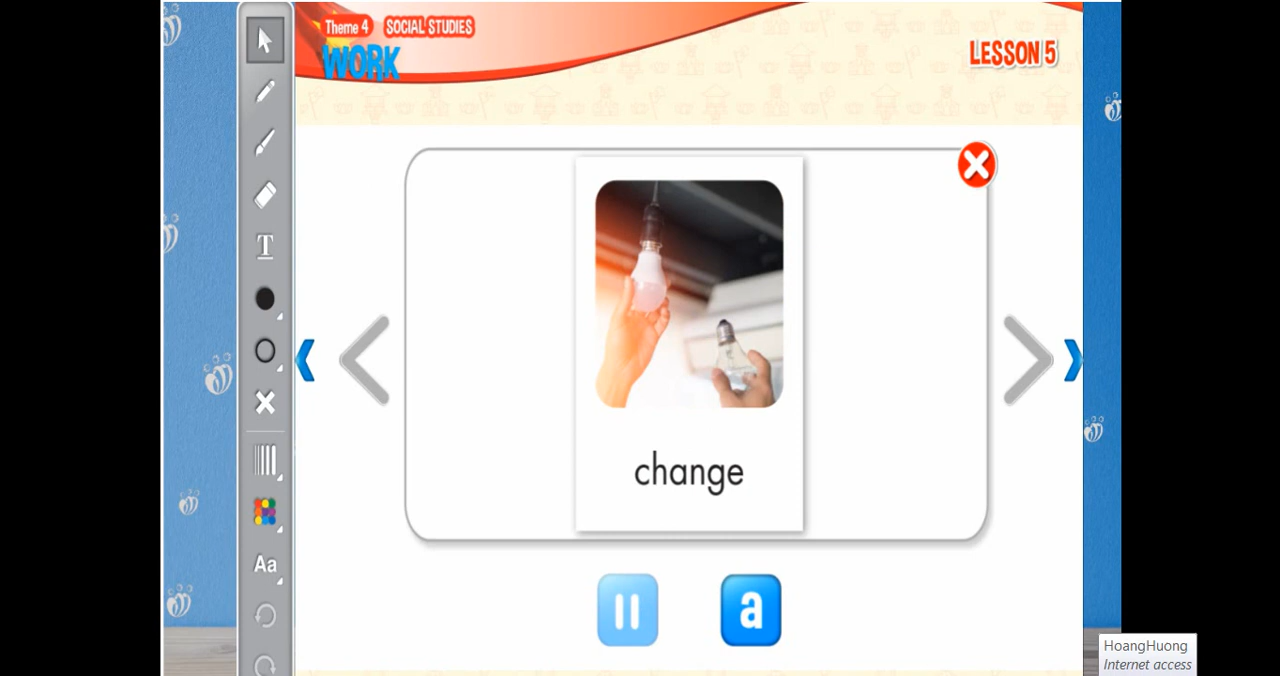 Theme 4 SOCIAL STUDIES
WORK
LESSON 5
T
change
Aa
a
HoangHuong
Internet access